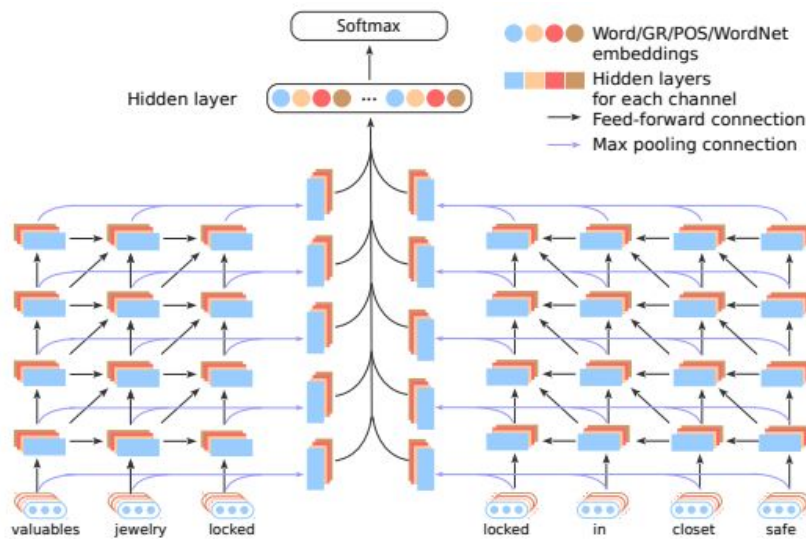 Softmax
Word/GR/POS/WordNet
embeddings
Hidden layer
...
Hidden layers
for each channel
Feed-forward connection
Max pooling connection
valuables jewelry locked locked in closet safe